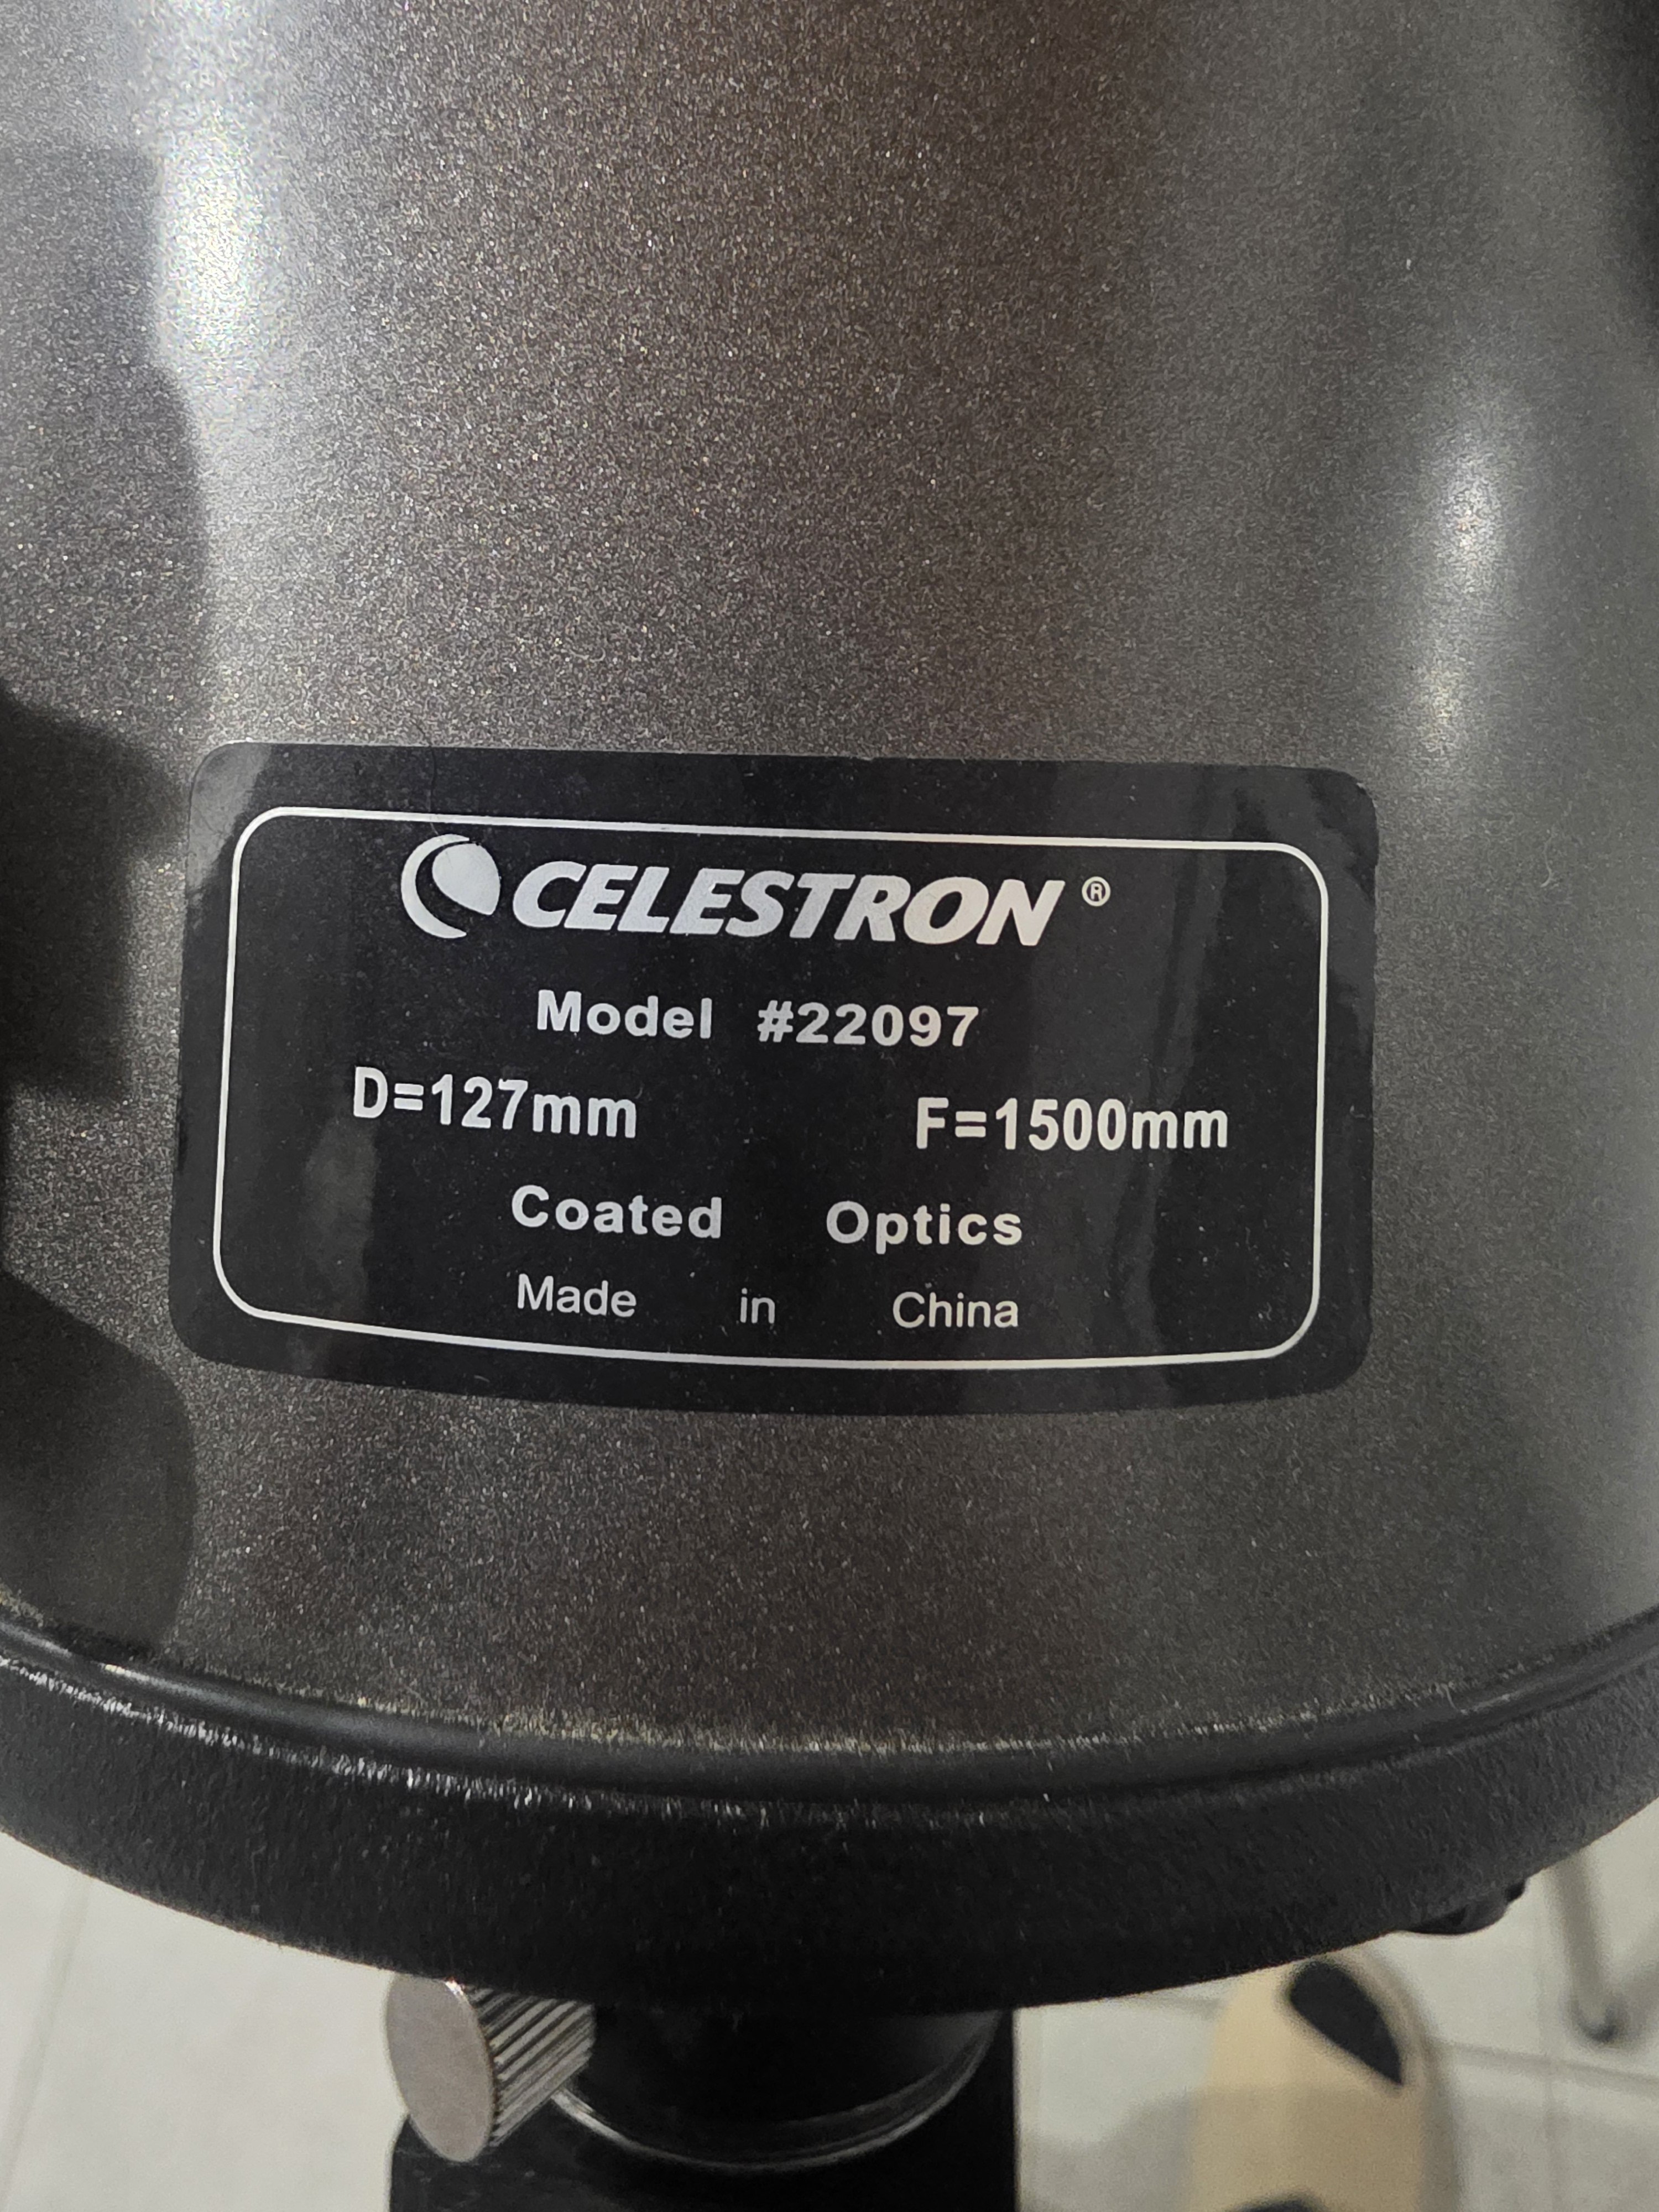 CELESTRON®
Model #22097
D=127mm F=1500mm
Coated Optics
Made in China